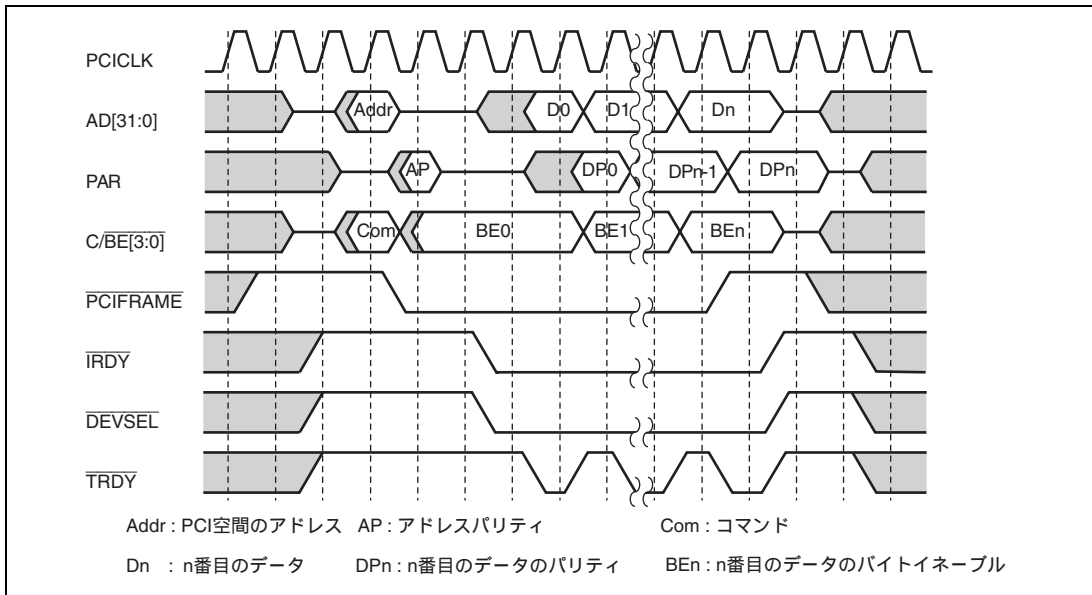 PCICLK
AD[31:0] Addr D0 D1 Dn
PAR AP DP0 DPn-1 DPn
C/BE[3:0] Com BE0 BE1 BEn
PCIFRAME
IRDY
DEVSEL
TRDY
Addr : PCI空間のアドレス AP : アドレスパリティ Com : コマンド
Dn : n番目のデータ DPn : n番目のデータのパリティ BEn : n番目のデータのバイトイネーブル